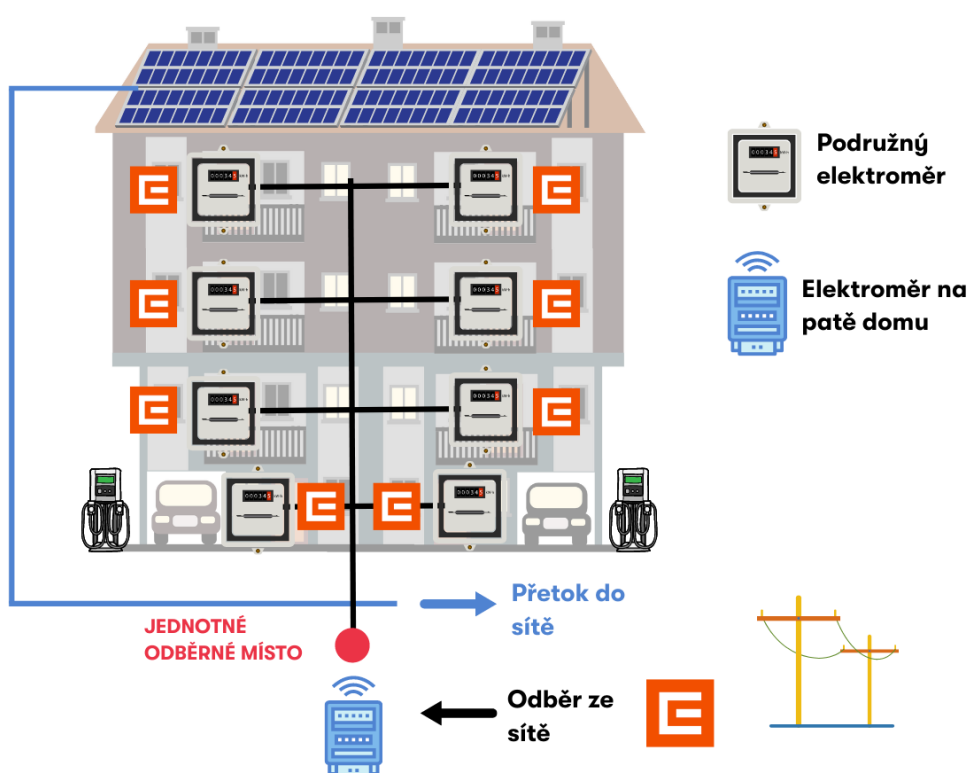 Podružný
elektroměr
Elektroměr na
patě domu
Přetok do
sítě
JEDNOTNÉ
ODBĚRNÉ MÍSTO
Odběr ze
sítě